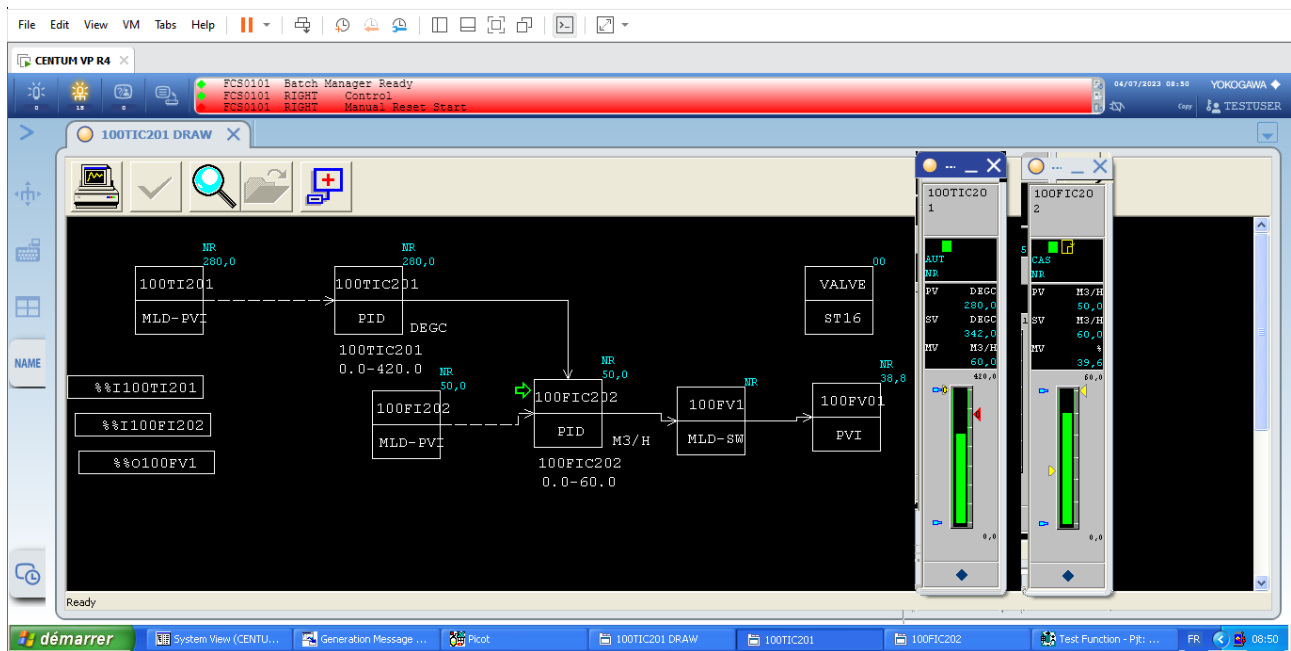 File Edit View VM Tabs Help
CENTUM VP R4
FCS0101 Batch Manager Ready
FCS0101 RIGHT Control
FCS0101 RIGHT Manual Reset Start
04/07/2023 08:50 YOKOGAWA
0 18 0
Copy TESTUSER
100TIC201 DRAW
NAME
NR
280,0
100TI201
MLD-PVI
NR
280,0
100TIC201
PID
DEGC
100TIC201
0.0-420.0
00
VALVE
ST16
%%I100TI201
%%I100FI202
%%O100FV1
NR
50,0
100FI202
MLD-PVI
NR
50,0
100FIC202
PID
M3/H
100FIC202
0.0-60.0
NR
100FV1
MLD-SW
NR
38,8
100FV01
PVI
...
100TIC20
1
AUT
NR
PV DEGC
280,0
SV DEGC
342,0
MV M3/H
60,0
420,0
0,0
...
100FIC20
2
CAS
NR
PV M3/H
50,0
SV M3/H
60,0
MV %
39,6
60,0
0,0
Ready
démarrer System View (CENTU... Generation Message ... Picot 100TIC201 DRAW 100TIC201 100FIC202 Test Function - Pjt: ... FR 08:50